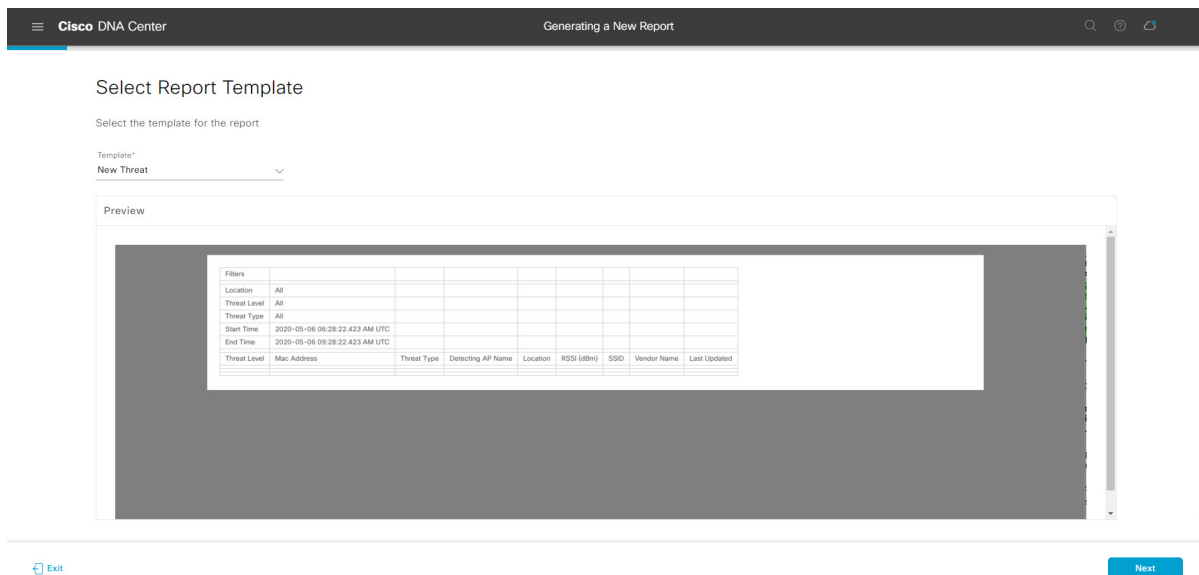 Cisco DNA Center
Generating a New Report
Select Report Template
Select the template for the report
Template*
New Threat
Preview
Filters
Location All
Threat Level All
Threat Type All
Start Time 2020-05-06 06:28:22.423 AM UTC
End Time 2020-05-06 09:28:22.423 AM UTC
Threat Level Mac Address Threat Type Detecting AP Name Location RSSI (dBm) SSID Vendor Name Last Updated
Exit
Next